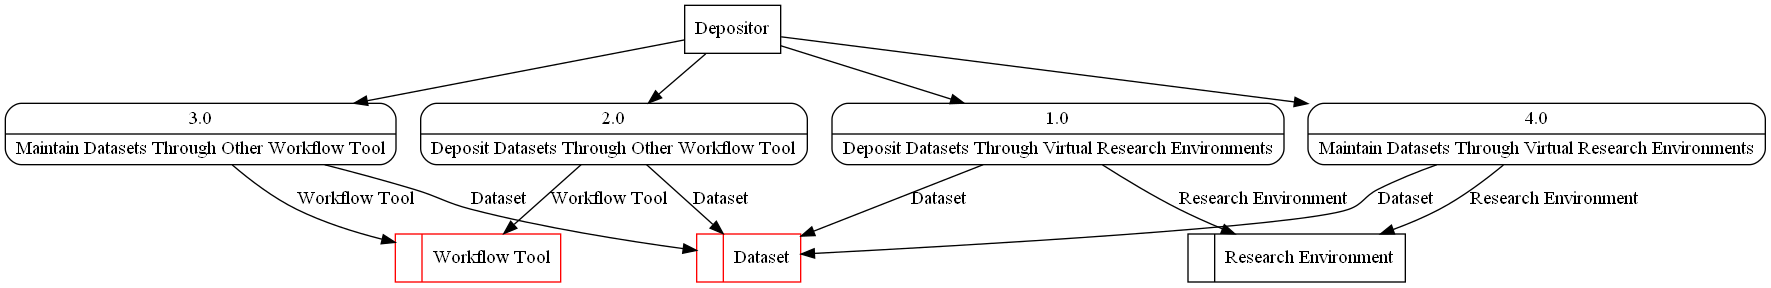 Depositor
3.0
Maintain Datasets Through Other Workflow Tool
2.0
Deposit Datasets Through Other Workflow Tool
1.0
Deposit Datasets Through Virtual Research Environments
4.0
Maintain Datasets Through Virtual Research Environments
Workflow Tool
Dataset
Workflow Tool
Dataset
Dataset
Research Environment
Dataset
Research Environment
Workflow Tool
Dataset
Research Environment